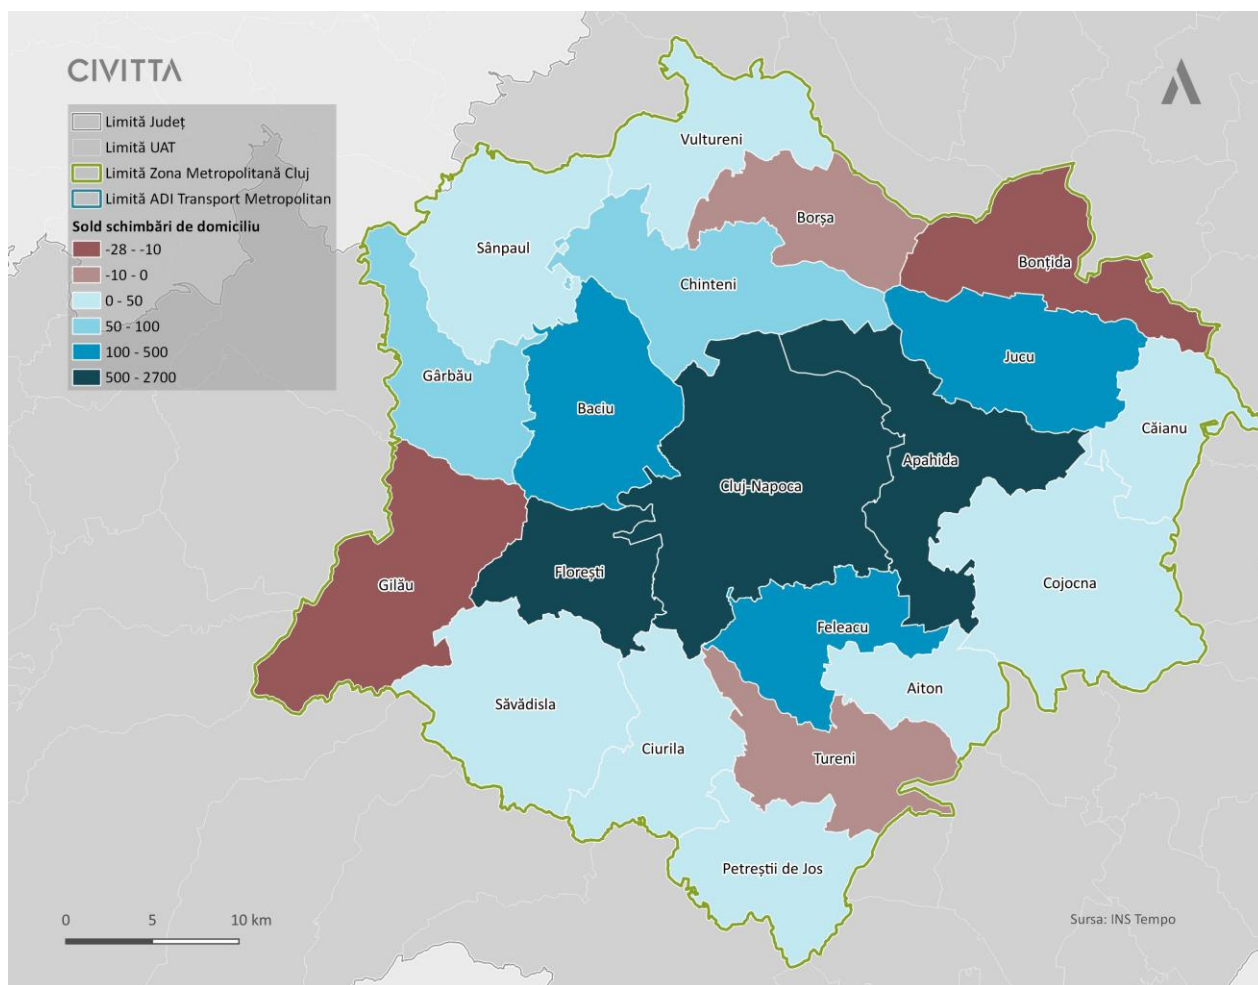 CIVITTA
Limită Județ
Limită UAT
Limită Zona Metropolitană Cluj
Limită ADI Transport Metropolitan
Sold schimbări de domiciliu
-28 - -10
-10 - 0
0 - 50
50 - 100
100 - 500
500 - 2700
Vultureni
Borșa
Sânpaul
Bonțida
Chinteni
Jucu
Gârbău
Baciu
Căianu
Apahida
Cluj-Napoca
Florești
Gilău
Cojocna
Feleacu
Aiton
Săvădisla
Ciurila
Tureni
Petreștii de Jos
0 5 10 km
Sursa: INS Tempo